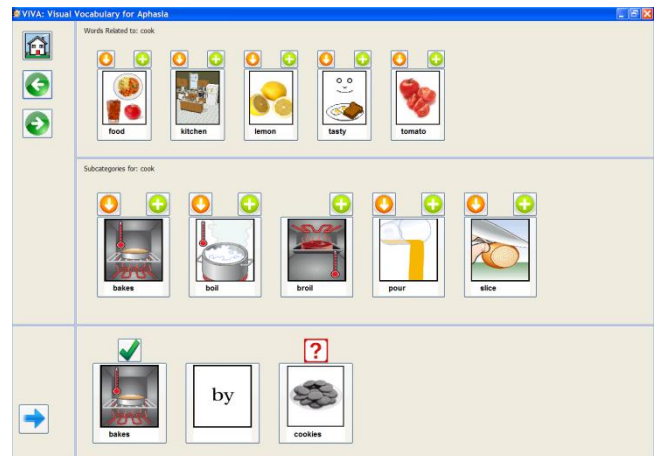 VIVA: Visual Vocabulary for Aphasia
Words Related to: cook
food kitchen lemon tasty tomato
Subcategories for: cook
bakes boil broil pour slice
?
by
bakes cookies